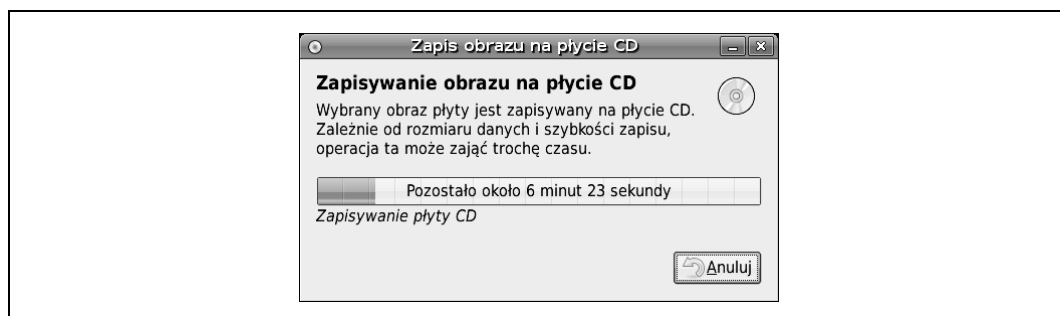 Zapis obrazu na płycie CD
Zapisywanie obrazu na płycie CD
Wybrany obraz płyty jest zapisywany na płycie CD.
Zależnie od rozmiaru danych i szybkości zapisu,
operacja ta może zająć trochę czasu.
Pozostało około 6 minut 23 sekundy
Zapisywanie płyty CD
Anuluj